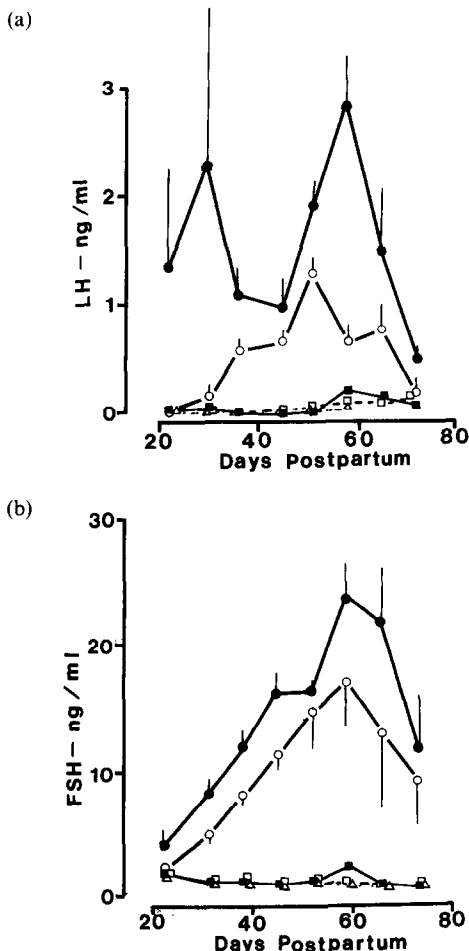 (a)
3
2
1
0
LH – ng/ml
20 40 60 80
Days Postpartum
(b)
30
20
10
0
FSH – ng/ml
20 40 60 80
Days Postpartum